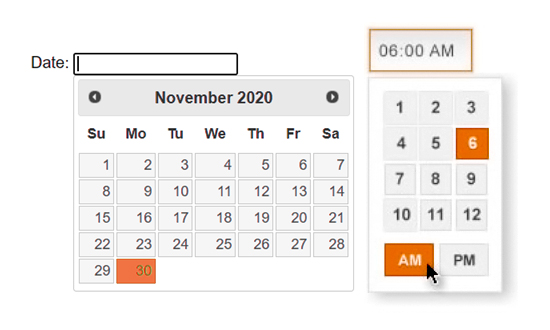 Date:
November 2020
Su Mo Tu We Th Fr Sa
1 2 3 4 5 6 7
8 9 10 11 12 13 14
15 16 17 18 19 20 21
22 23 24 25 26 27 28
29 30
06:00 AM
1 2 3
4 5 6
7 8 9
10 11 12
AM PM